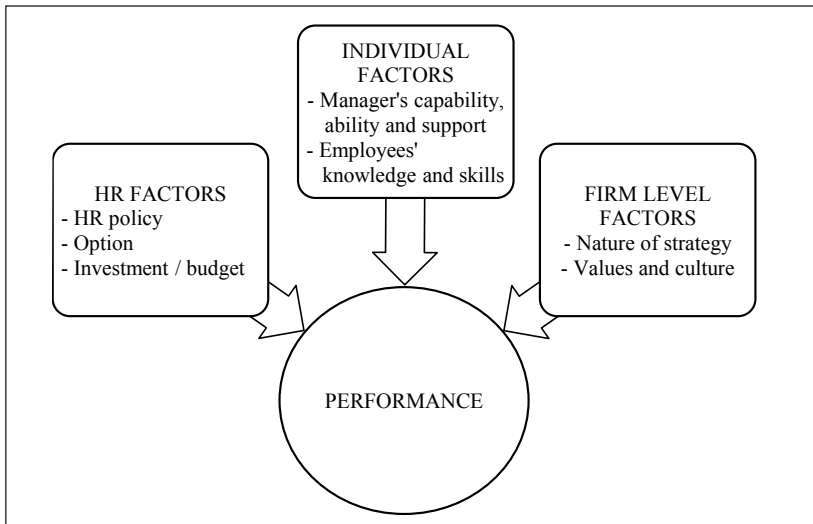 INDIVIDUAL
FACTORS
- Manager's capability,
ability and support
- Employees'
knowledge and skills
HR FACTORS
- HR policy
- Option
- Investment / budget
FIRM LEVEL
FACTORS
- Nature of strategy
- Values and culture
PERFORMANCE